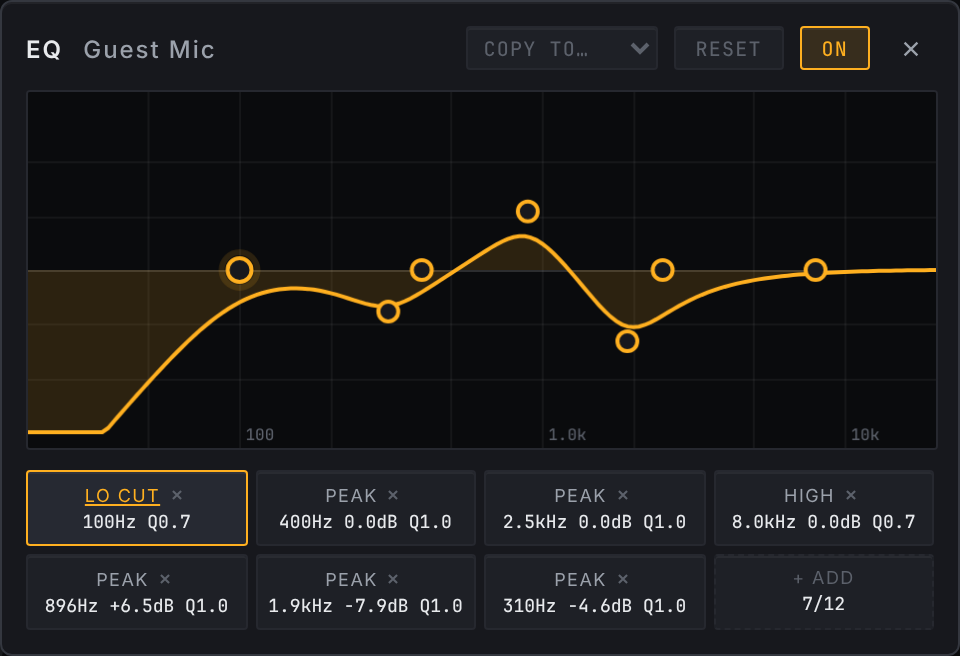 EQ Guest Mic
COPY TO…
RESET
ON
×
100
1.0k
10k
LO CUT ×
100Hz Q0.7
PEAK ×
400Hz 0.0dB Q1.0
PEAK ×
2.5kHz 0.0dB Q1.0
HIGH ×
8.0kHz 0.0dB Q0.7
PEAK ×
896Hz +6.5dB Q1.0
PEAK ×
1.9kHz -7.9dB Q1.0
PEAK ×
310Hz -4.6dB Q1.0
+ ADD
7/12